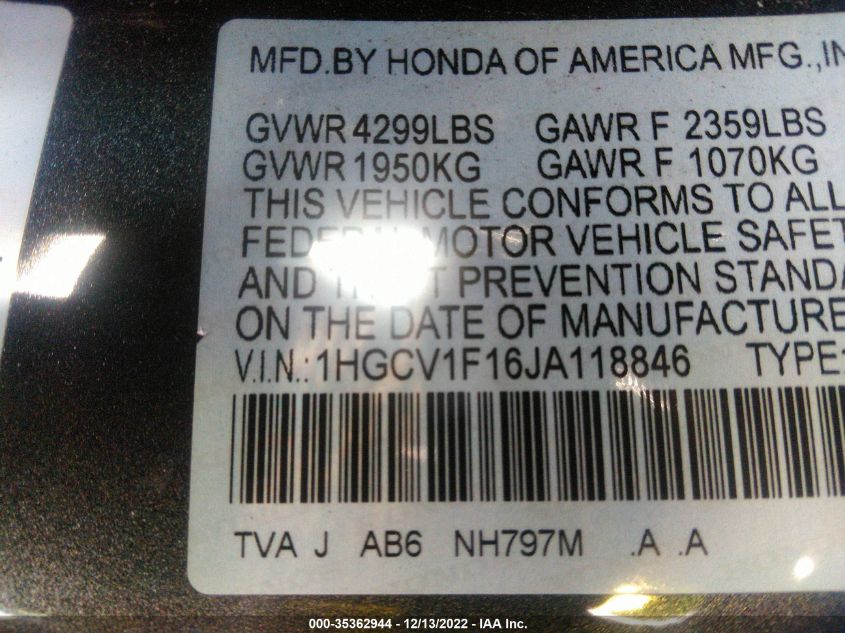 MFD.BY HONDA OF AMERICA MFG.,IN
GVWR 4299LBS GAWR F 2359LBS
GVWR 1950KG GAWR F 1070KG
THIS VEHICLE CONFORMS TO ALL
MOTOR VEHICLE SAFET
AND PREVENTION STANDA
ON THE DATE OF MANUFACTURE
V.I.N.: 1HGCV1F16JA118846 TYPE:
TVA J AB6 NH797M .A .A
000-35362944 - 12/13/2022 - IAA Inc.